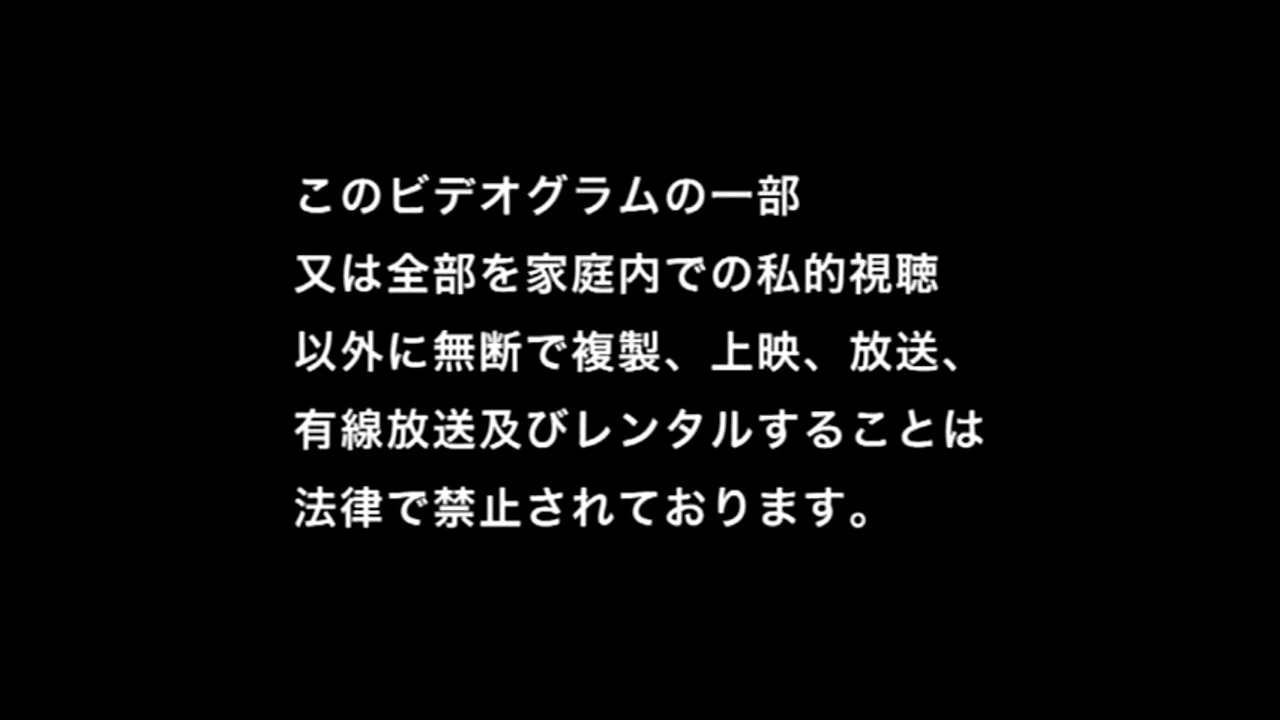 このビデオグラムの一部
又は全部を家庭内での私的視聴
以外に無断で複製、上映、放送、
有線放送及びレンタルすることは
法律で禁止されております。